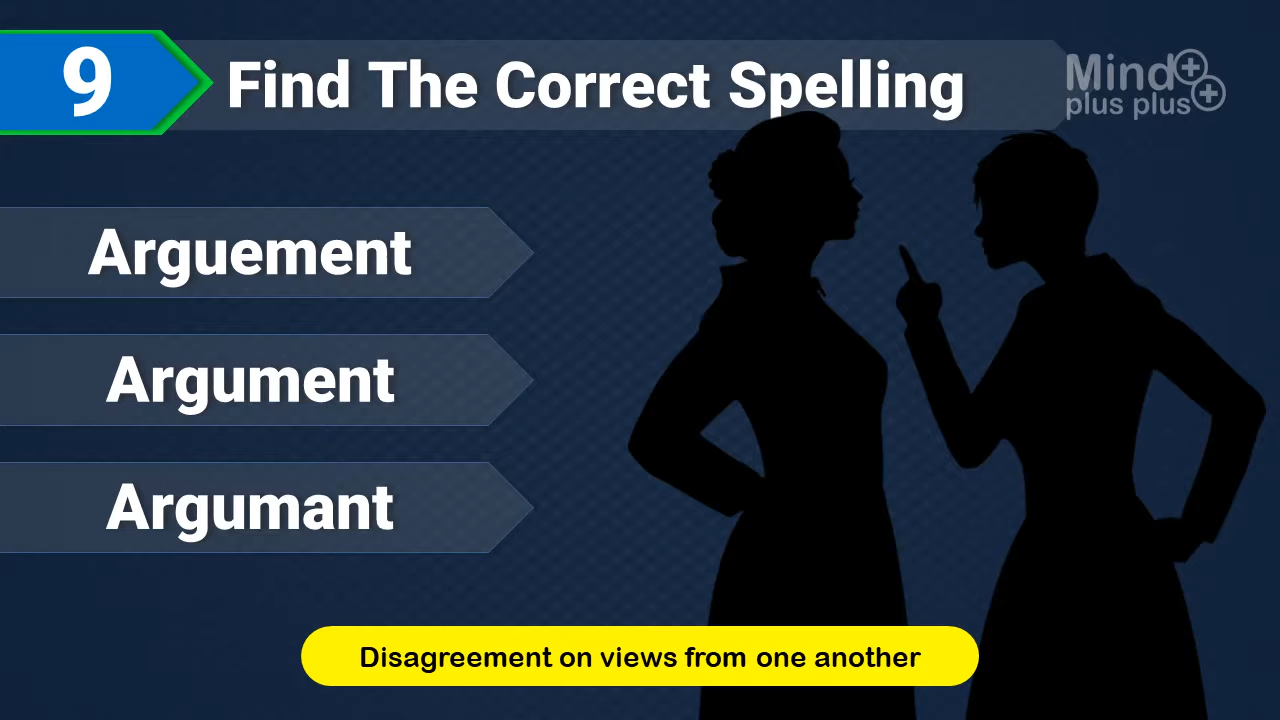 9
Find The Correct Spelling
Mind
plus plus
Arguement
Argument
Argumant
Disagreement on views from one another